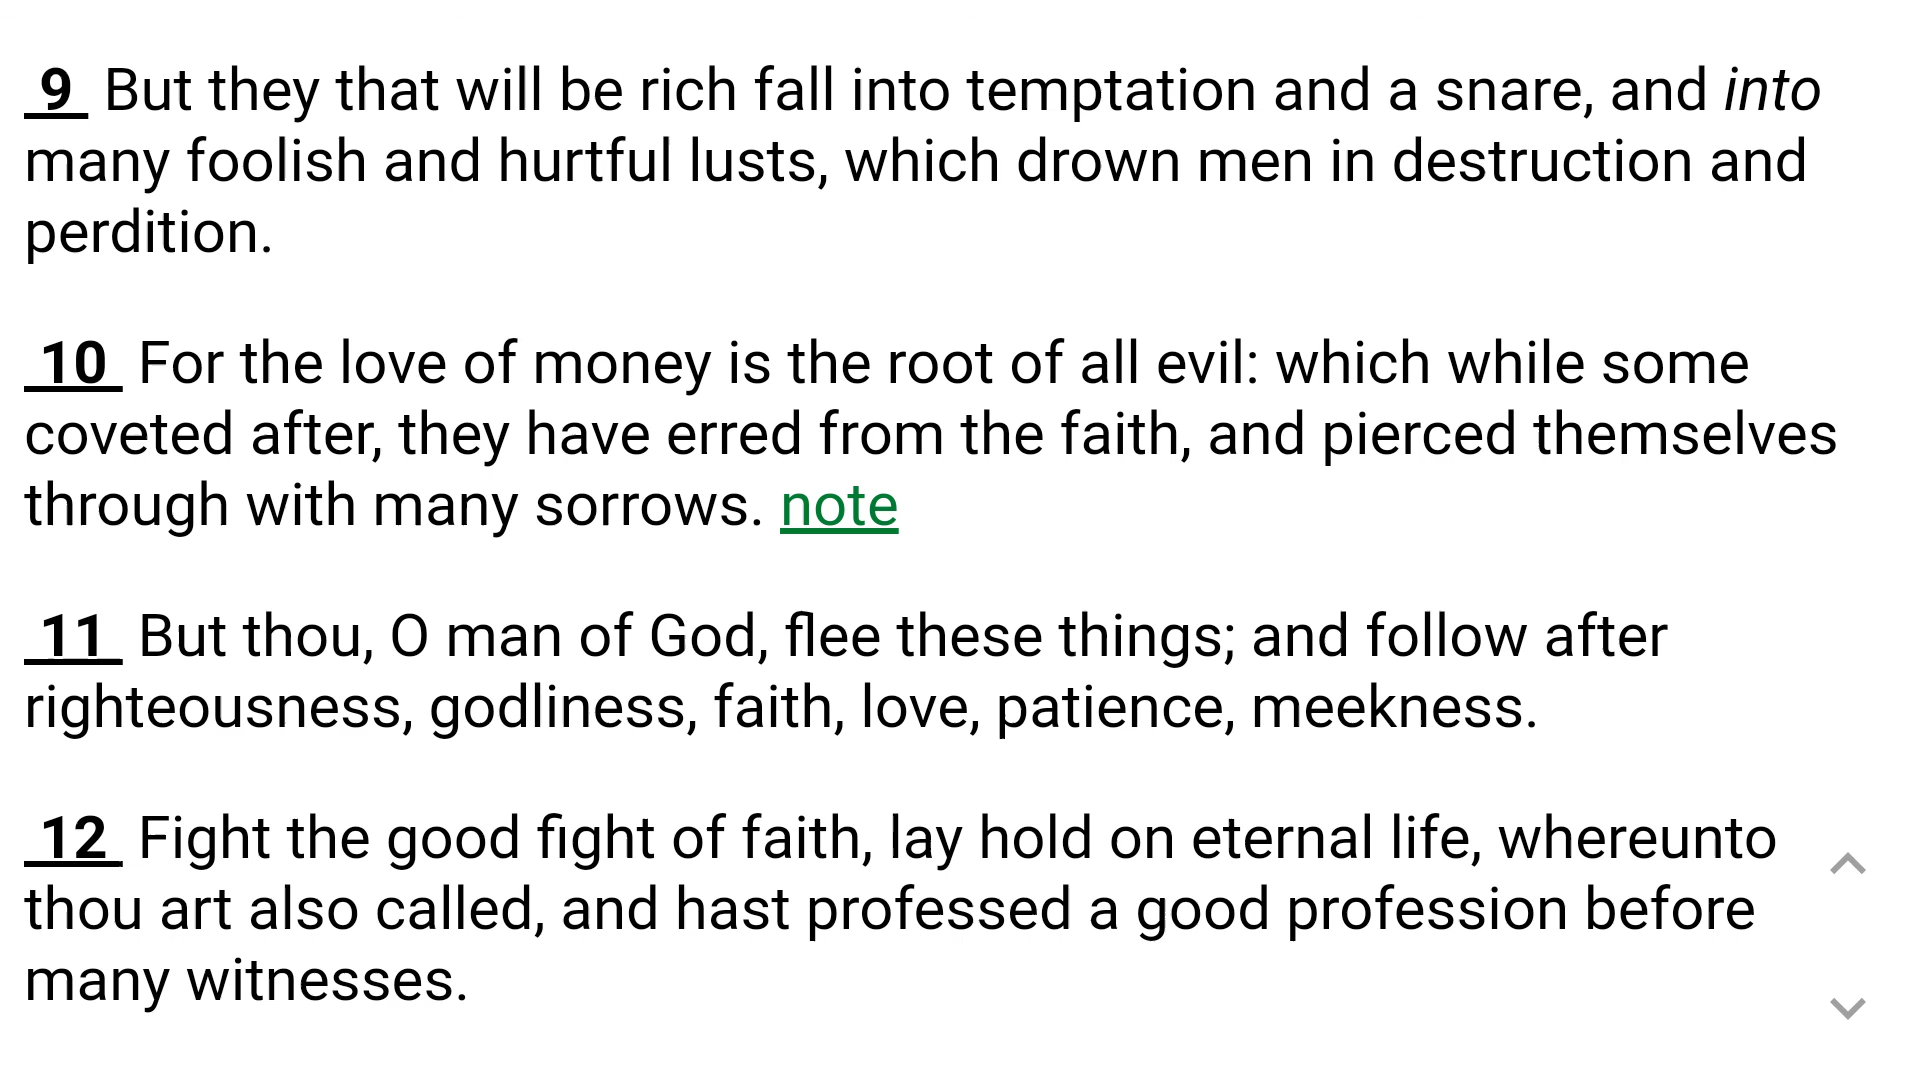 9 But they that will be rich fall into temptation and a snare, and into
many foolish and hurtful lusts, which drown men in destruction and
perdition.
10 For the love of money is the root of all evil: which while some
coveted after, they have erred from the faith, and pierced themselves
through with many sorrows. note
11 But thou, O man of God, flee these things; and follow after
righteousness, godliness, faith, love, patience, meekness.
12 Fight the good fight of faith, lay hold on eternal life, whereunto
thou art also called, and hast professed a good profession before
many witnesses.